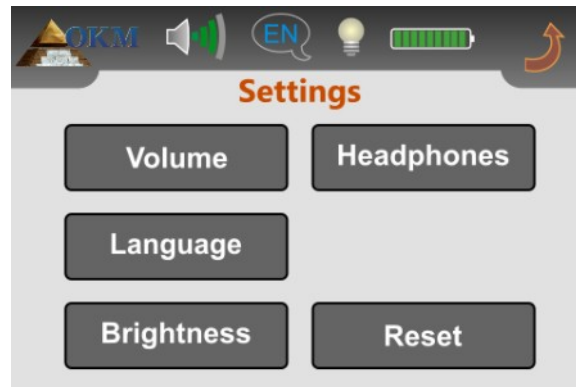 OKM EN
Settings
Volume Headphones
Language
Brightness Reset